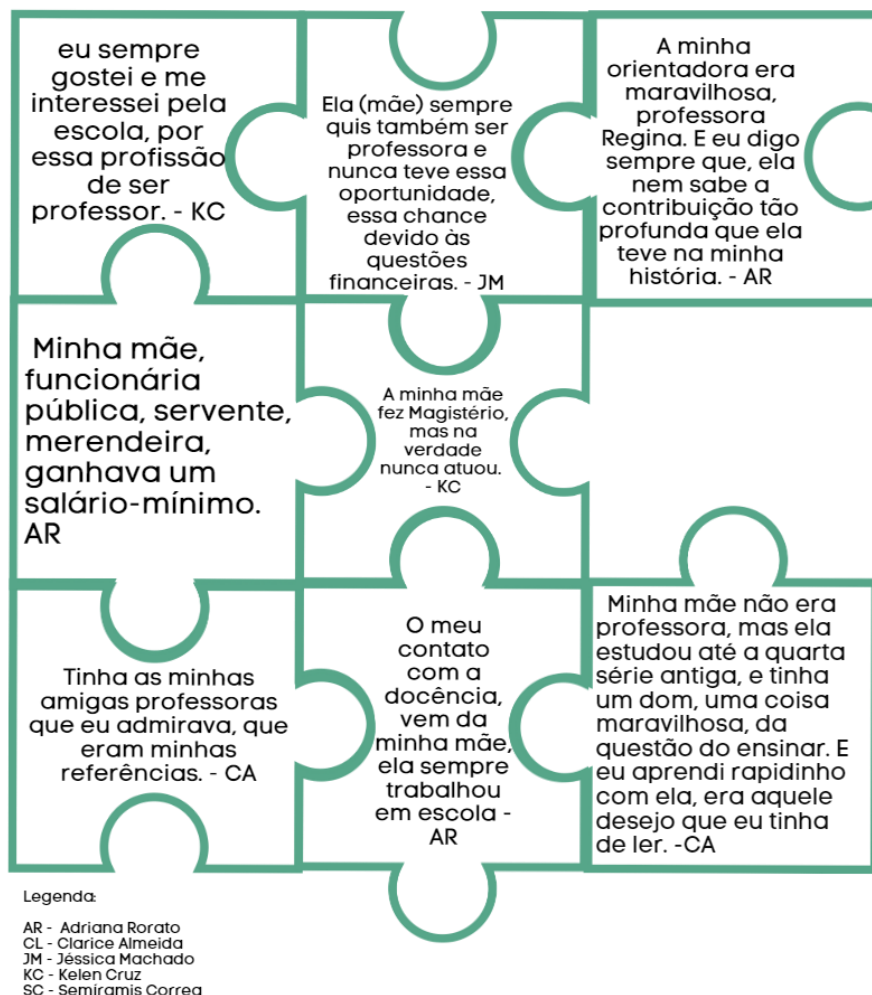 eu sempre
gostei e me
interessei pela
escola, por
essa profissão
de ser
professor. - KC
Ela (mãe) sempre
quis também ser
professora e
nunca teve essa
oportunidade,
essa chance
devido às
questões
financeiras. - JM
A minha
orientadora era
maravilhosa,
professora
Regina. E eu digo
sempre que, ela
nem sabe a
contribuição tão
profunda que ela
teve na minha
história. - AR
Minha mãe,
funcionária
pública, servente,
merendeira,
ganhava um
salário-mínimo.
AR
A minha mãe
fez Magistério,
mas na
verdade
nunca atuou.
- KC
Tinha as minhas
amigas professoras
que eu admirava, que
eram minhas
referências. - CA
O meu
contato
com a
docência,
vem da
minha mãe,
ela sempre
trabalhou
em escola -
AR
Minha mãe não era
professora, mas ela
estudou até a quarta
série antiga, e tinha
um dom, uma coisa
maravilhosa, da
questão do ensinar. E
eu aprendi rapidinho
com ela, era aquele
desejo que eu tinha
de ler. -CA
Legenda:
AR - Adriana Rorato
CL - Clarice Almeida
JM - Jéssica Machado
KC - Kelen Cruz
SC - Semíramis Correa